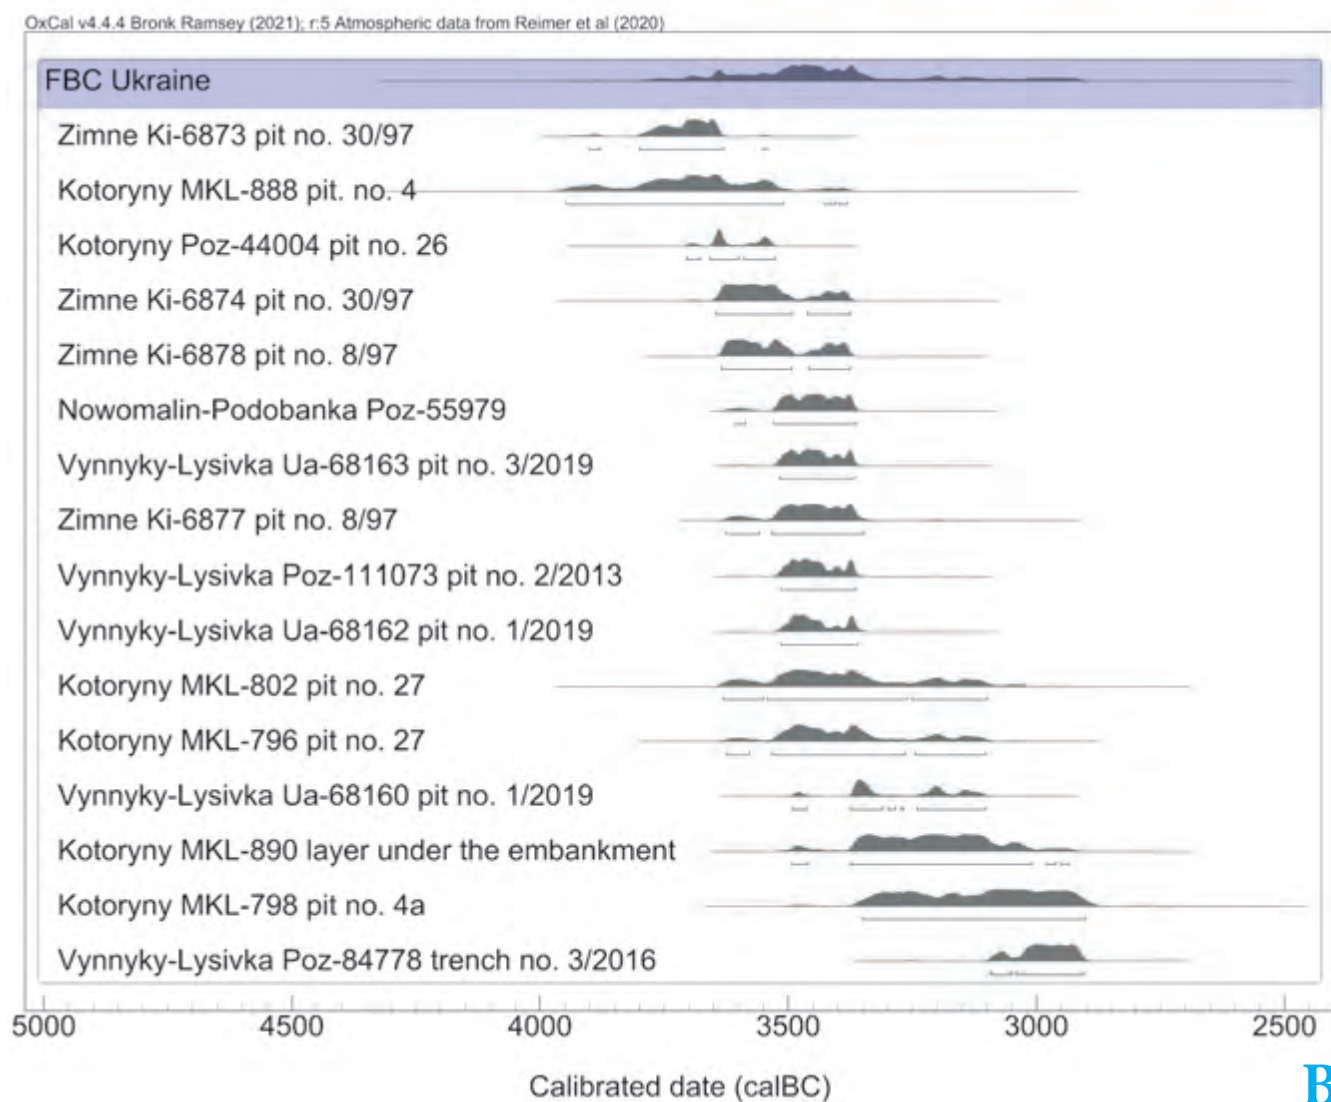 OxCal v4.4.4 Bronk Ramsey (2021); r:5 Atmospheric data from Reimer et al (2020)
FBC Ukraine
Zimne Ki-6873 pit no. 30/97
Kotoryny MKL-888 pit. no. 4
Kotoryny Poz-44004 pit no. 26
Zimne Ki-6874 pit no. 30/97
Zimne Ki-6878 pit no. 8/97
Nowomalin-Podobanka Poz-55979
Vynnyky-Lysivka Ua-68163 pit no. 3/2019
Zimne Ki-6877 pit no. 8/97
Vynnyky-Lysivka Poz-111073 pit no. 2/2013
Vynnyky-Lysivka Ua-68162 pit no. 1/2019
Kotoryny MKL-802 pit no. 27
Kotoryny MKL-796 pit no. 27
Vynnyky-Lysivka Ua-68160 pit no. 1/2019
Kotoryny MKL-890 layer under the embankment
Kotoryny MKL-798 pit no. 4a
Vynnyky-Lysivka Poz-84778 trench no. 3/2016
5000 4500 4000 3500 3000 2500
Calibrated date (calBC)
B